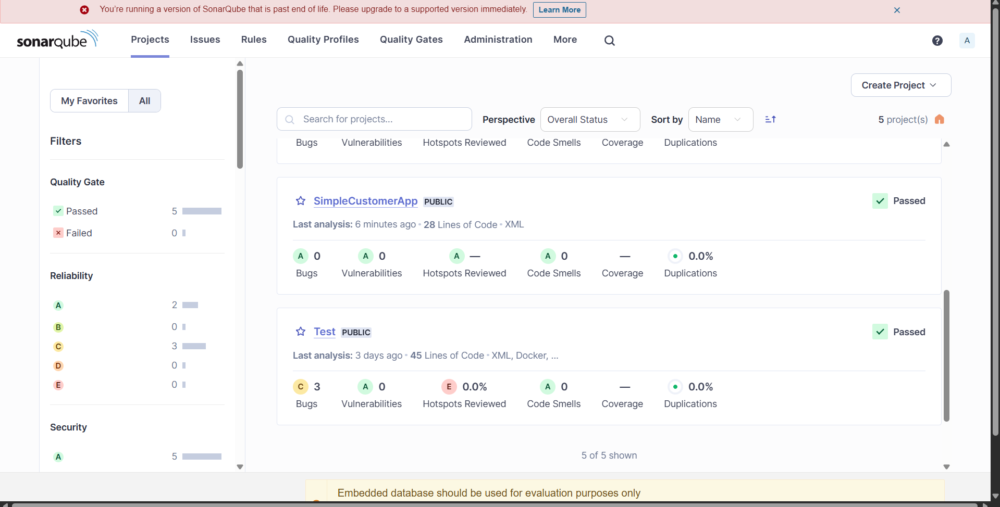 You're running a version of SonarQube that is past end of life. Please upgrade to a supported version immediately. Learn More
sonarqube Projects Issues Rules Quality Profiles Quality Gates Administration More A
Create Project
My Favorites All
Search for projects... Perspective Overall Status Sort by Name 5 project(s)
Filters
Bugs Vulnerabilities Hotspots Reviewed Code Smells Coverage Duplications
Quality Gate
Passed 5
Failed 0
Reliability
A 2
B 0
C 3
D 0
E 0
Security
A 5
SimpleCustomerApp PUBLIC Passed
Last analysis: 6 minutes ago • 28 Lines of Code • XML
A 0 A 0 A — A 0 — 0.0%
Bugs Vulnerabilities Hotspots Reviewed Code Smells Coverage Duplications
Test PUBLIC Passed
Last analysis: 3 days ago • 45 Lines of Code • XML, Docker, ...
C 3 A 0 E 0.0% A 0 — 0.0%
Bugs Vulnerabilities Hotspots Reviewed Code Smells Coverage Duplications
5 of 5 shown
Embedded database should be used for evaluation purposes only